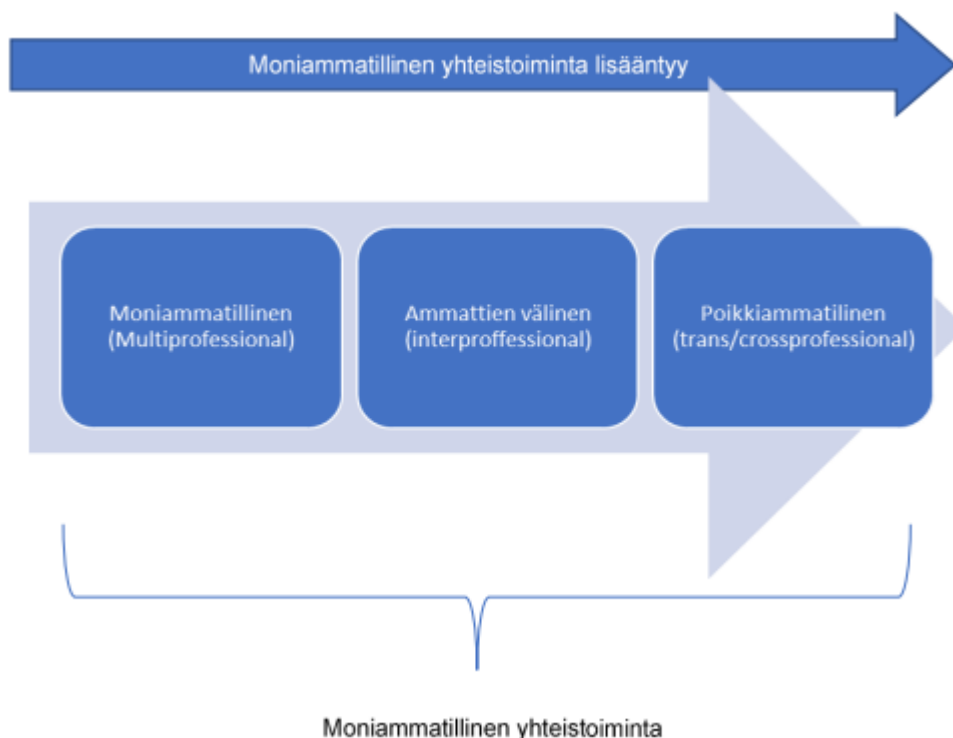 Moniammatillinen yhteistoiminta lisääntyy
Moniammatillinen
(Multiprofessional)
Ammattien välinen
(interproffessional)
Poikkiammatilinen
(trans/crossprofessional)
Moniammatillinen yhteistoiminta